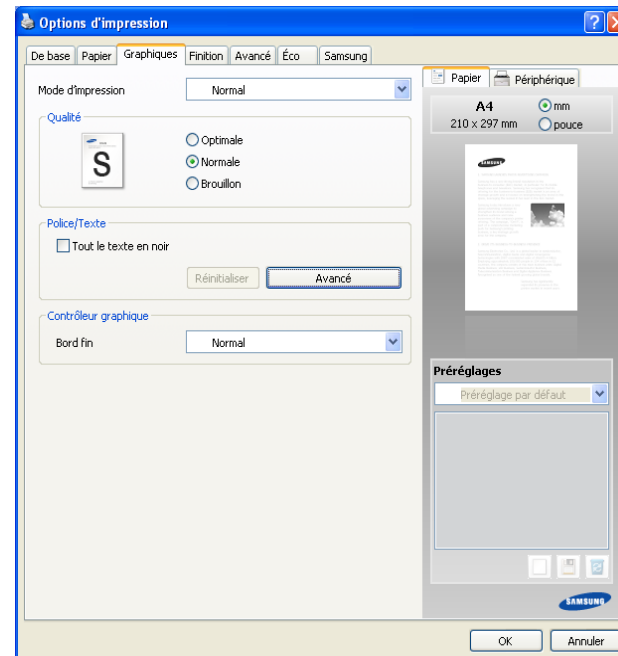 Options d'impression
De base Papier Graphiques Finition Avancé Éco Samsung
Mode d'impression Normal
Qualité
S
Optimale
Normale
Brouillon
Police/Texte
Tout le texte en noir
Réinitialiser Avancé
Contrôleur graphique
Bord fin Normal
Papier Périphérique
A4 mm
210 x 297 mm pouce
SAMSUNG
Préréglages
Préréglage par défaut
SAMSUNG
OK Annuler